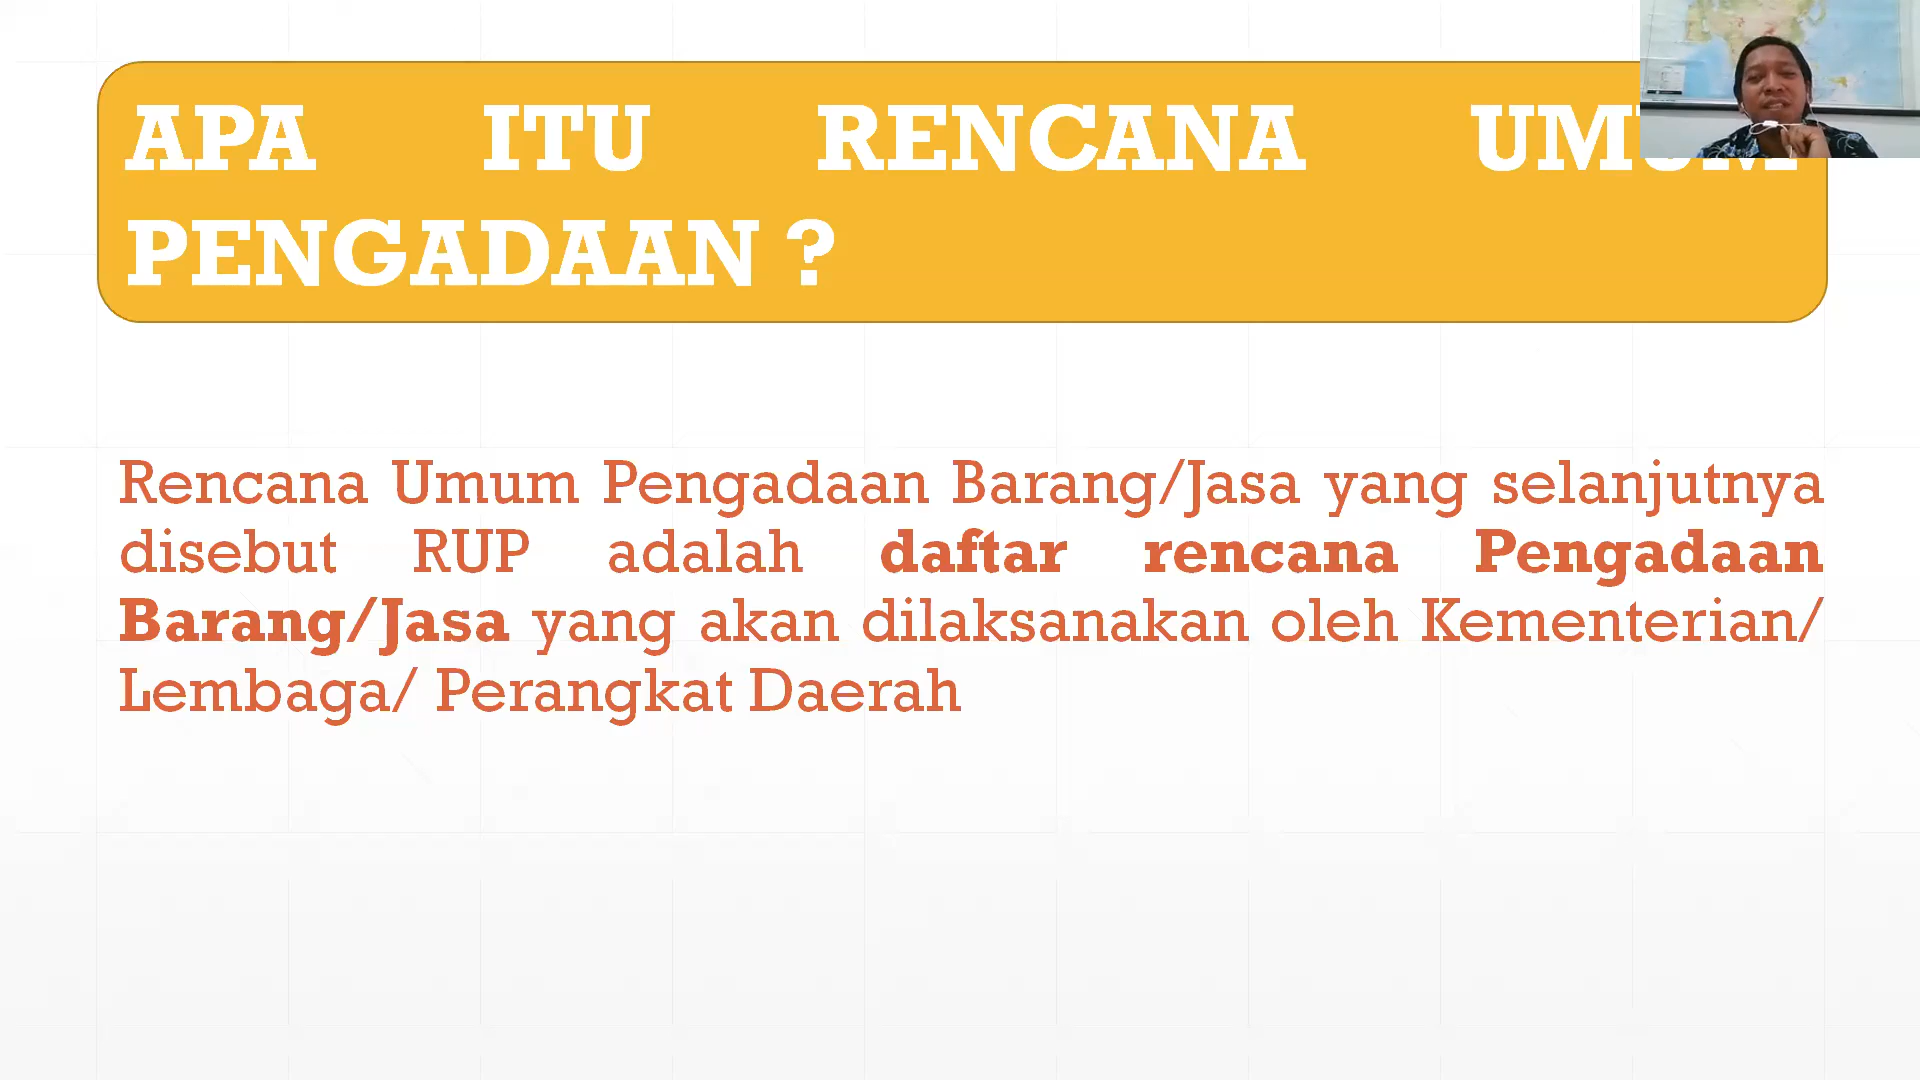 APA ITU RENCANA UMUM
PENGADAAN ?
Rencana Umum Pengadaan Barang/Jasa yang selanjutnya
disebut RUP adalah daftar rencana Pengadaan
Barang/Jasa yang akan dilaksanakan oleh Kementerian/
Lembaga/ Perangkat Daerah